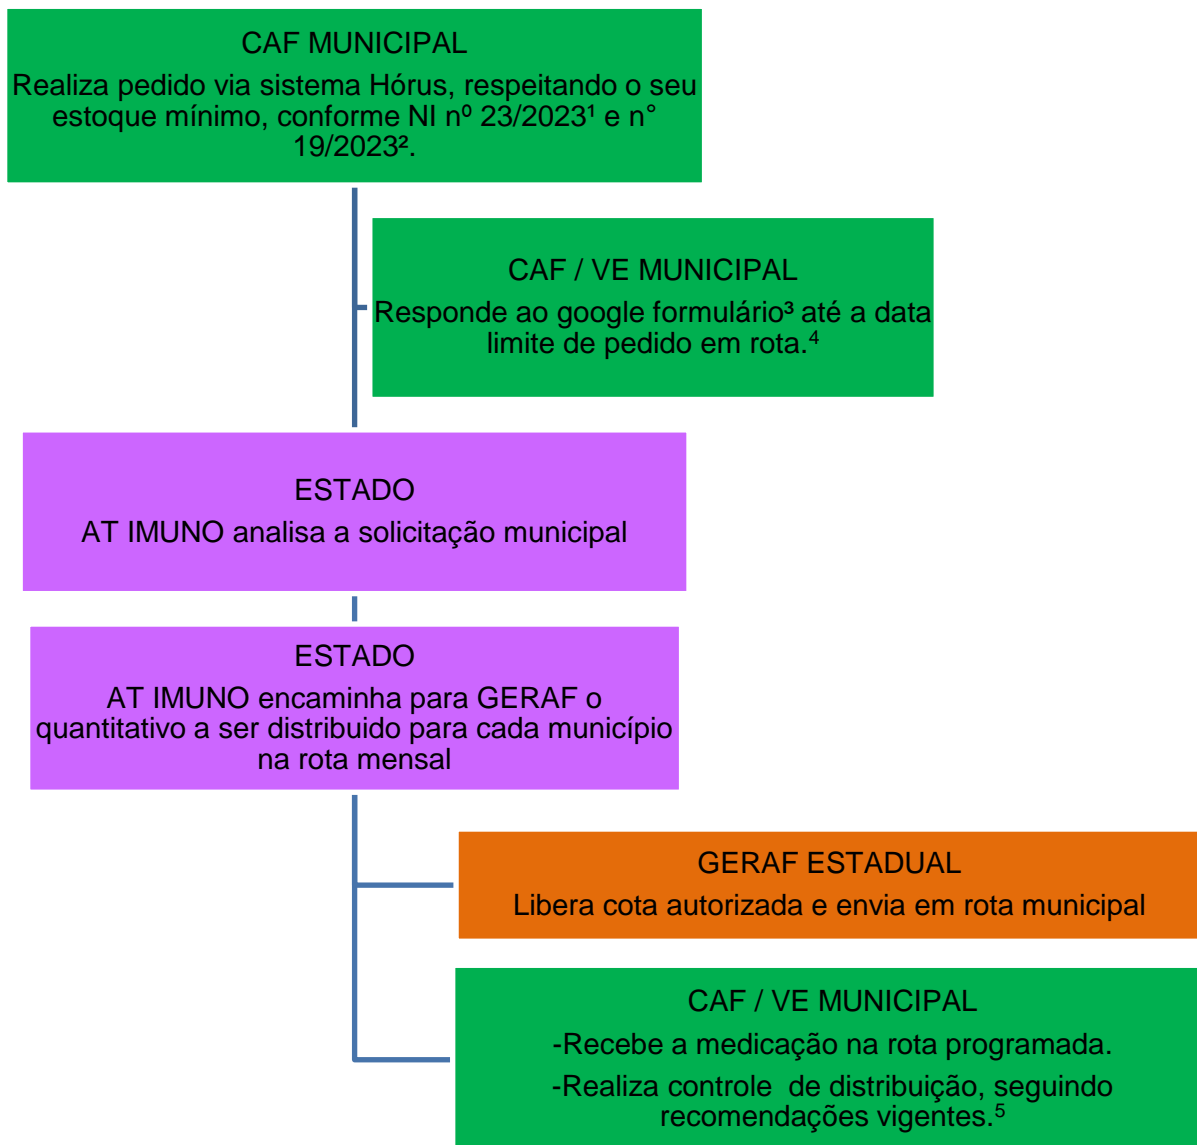 CAF MUNICIPAL
Realiza pedido via sistema Hórus, respeitando o seu
estoque mínimo, conforme NI nº 23/2023¹ e n°
19/2023².
CAF / VE MUNICIPAL
Responde ao google formulário³ até a data
limite de pedido em rota.⁴
ESTADO
AT IMUNO analisa a solicitação municipal
ESTADO
AT IMUNO encaminha para GERAF o
quantitativo a ser distribuido para cada município
na rota mensal
GERAF ESTADUAL
Libera cota autorizada e envia em rota municipal
CAF / VE MUNICIPAL
-Recebe a medicação na rota programada.
-Realiza controle  de distribuição, seguindo
recomendações vigentes.⁵